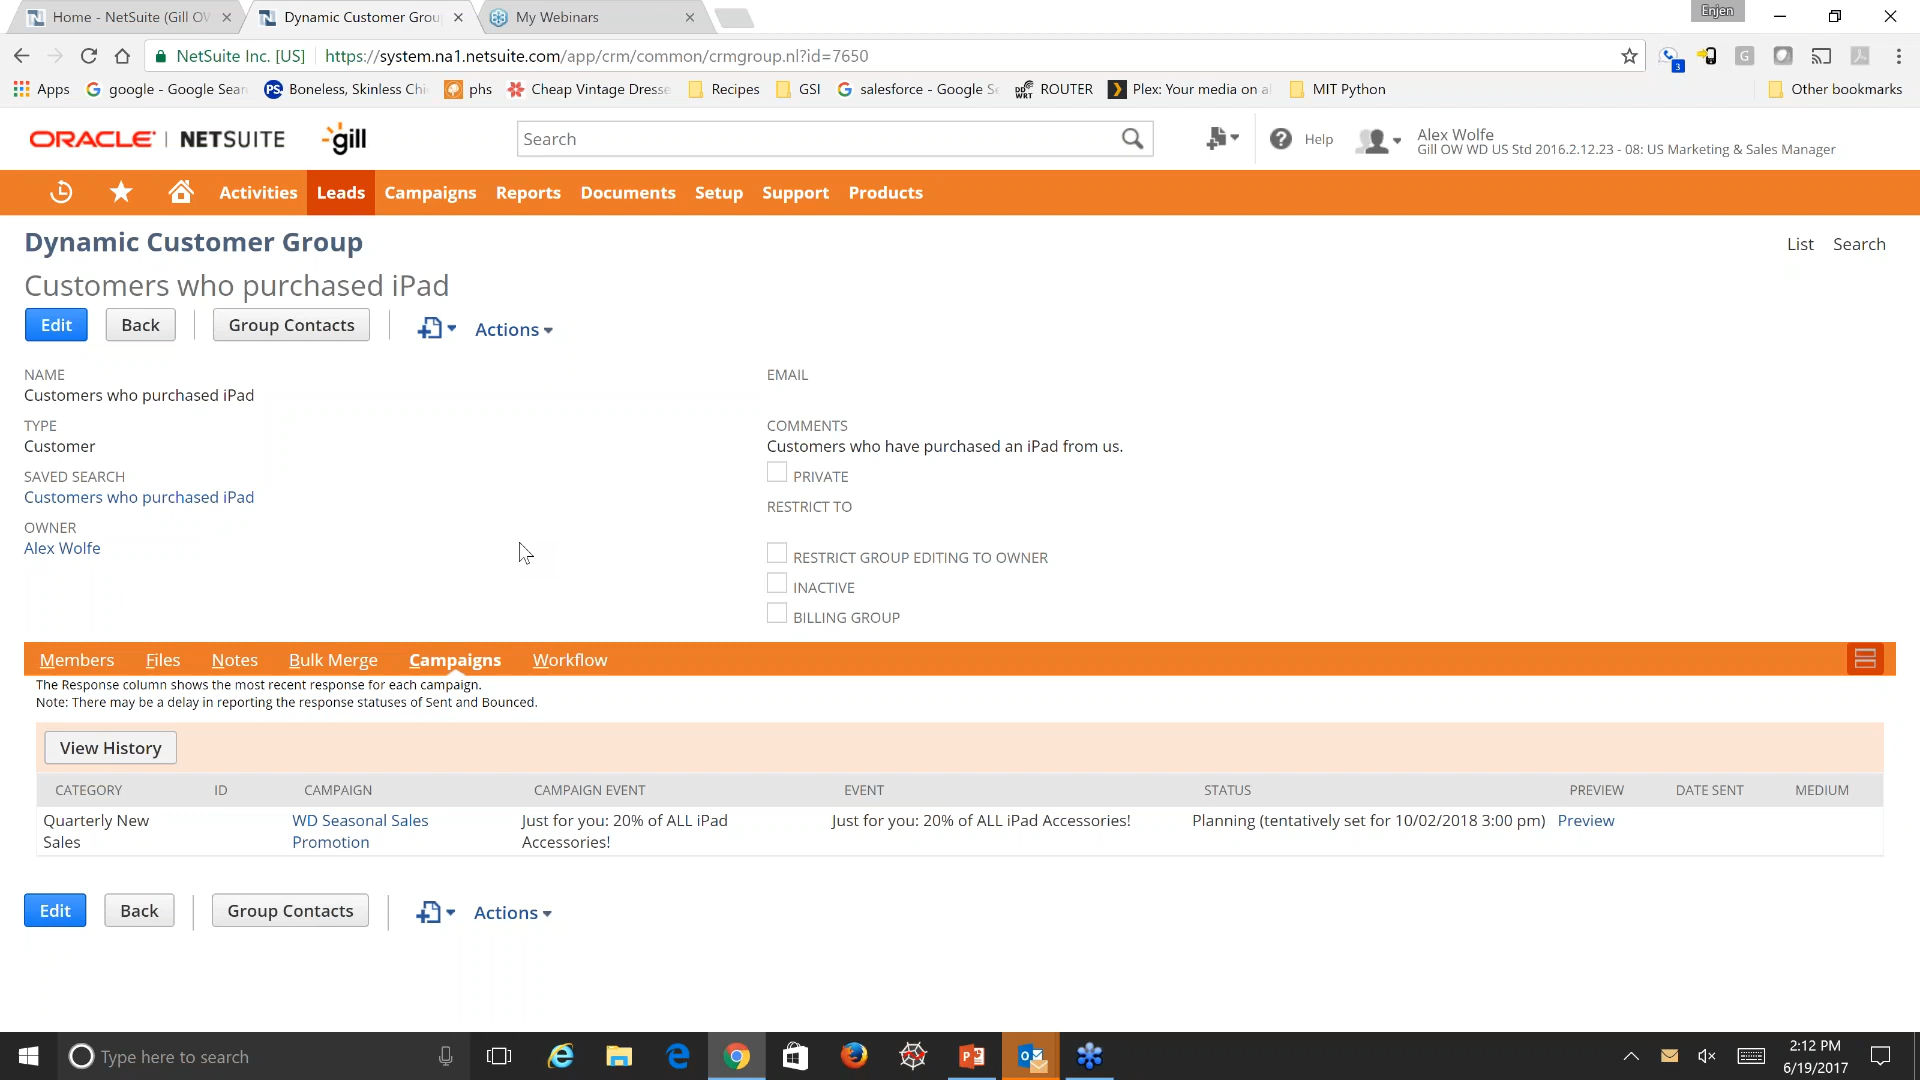 Home - NetSuite (Gill OW
Dynamic Customer Grou
My Webinars
Enjen
NetSuite Inc. [US]
https://system.na1.netsuite.com/app/crm/common/crmgroup.nl?id=7650
3
G
Apps
google - Google Sear
PS
Boneless, Skinless Chi
phs
Cheap Vintage Dresse
Recipes
GSI
salesforce - Google Se
DD WRT
ROUTER
Plex: Your media on al
MIT Python
Other bookmarks
ORACLE | NETSUITE
gill
Search
Help
Alex Wolfe
Gill OW WD US Std 2016.2.12.23 - 08: US Marketing & Sales Manager
Activities
Leads
Campaigns
Reports
Documents
Setup
Support
Products
Dynamic Customer Group
List
Search
Customers who purchased iPad
Edit
Back
Group Contacts
Actions
NAME
Customers who purchased iPad
TYPE
Customer
SAVED SEARCH
Customers who purchased iPad
OWNER
Alex Wolfe
EMAIL
COMMENTS
Customers who have purchased an iPad from us.
PRIVATE
RESTRICT TO
RESTRICT GROUP EDITING TO OWNER
INACTIVE
BILLING GROUP
Members
Files
Notes
Bulk Merge
Campaigns
Workflow
The Response column shows the most recent response for each campaign.
Note: There may be a delay in reporting the response statuses of Sent and Bounced.
View History
CATEGORY
ID
CAMPAIGN
CAMPAIGN EVENT
EVENT
STATUS
PREVIEW
DATE SENT
MEDIUM
Quarterly New
Sales
WD Seasonal Sales
Promotion
Just for you: 20% of ALL iPad
Accessories!
Just for you: 20% of ALL iPad Accessories!
Planning (tentatively set for 10/02/2018 3:00 pm)
Preview
Edit
Back
Group Contacts
Actions
Type here to search
2:12 PM
6/19/2017